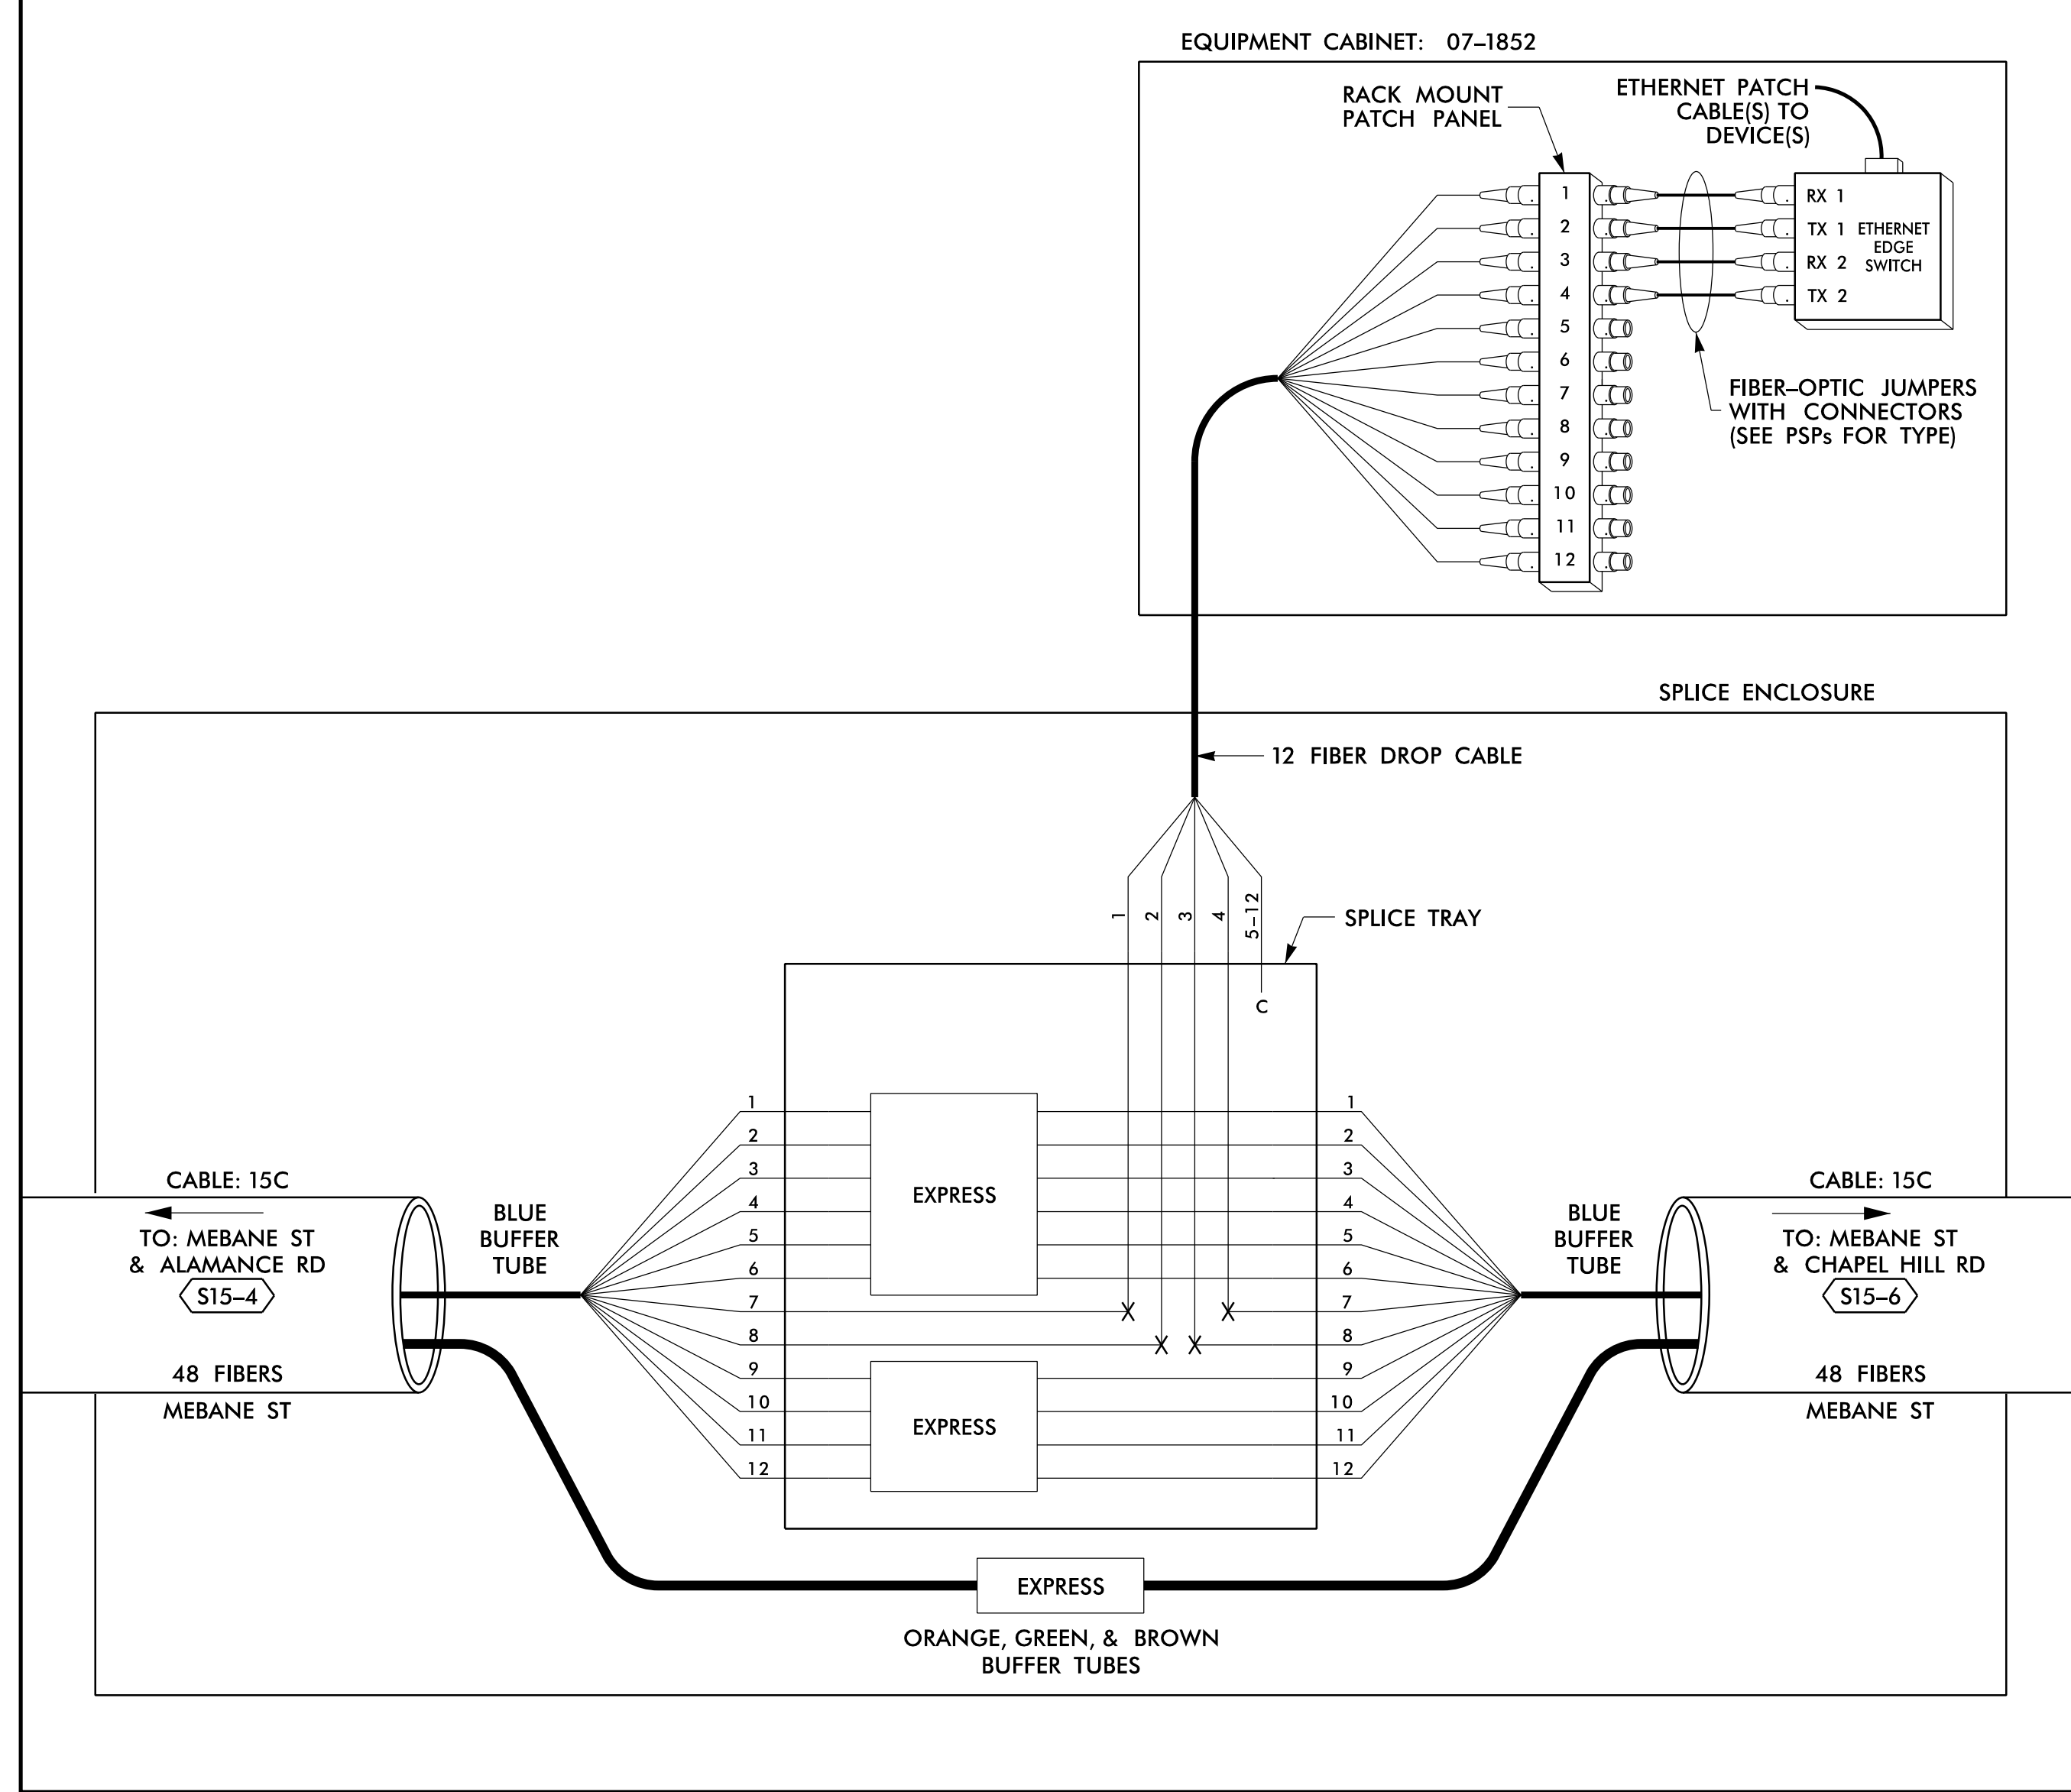 EQUIPMENT CABINET: 07–1852
RACK MOUNT
PATCH PANEL
ETHERNET PATCH
CABLE(S) TO
DEVICE(S)
1
2
3
4
5
6
7
8
9
10
11
12
RX 1
TX 1
RX 2
TX 2
ETHERNET
EDGE
SWITCH
FIBER–OPTIC JUMPERS
WITH CONNECTORS
(SEE PSPs FOR TYPE)
SPLICE ENCLOSURE
12 FIBER DROP CABLE
1
2
3
4
5–12
SPLICE TRAY
C
CABLE: 15C
TO: MEBANE ST
& ALAMANCE RD
S15–4
48 FIBERS
MEBANE ST
BLUE
BUFFER
TUBE
1
2
3
4
5
6
7
8
9
10
11
12
EXPRESS
EXPRESS
1
2
3
4
5
6
7
8
9
10
11
12
BLUE
BUFFER
TUBE
CABLE: 15C
TO: MEBANE ST
& CHAPEL HILL RD
S15–6
48 FIBERS
MEBANE ST
EXPRESS
ORANGE, GREEN, & BROWN
BUFFER TUBES